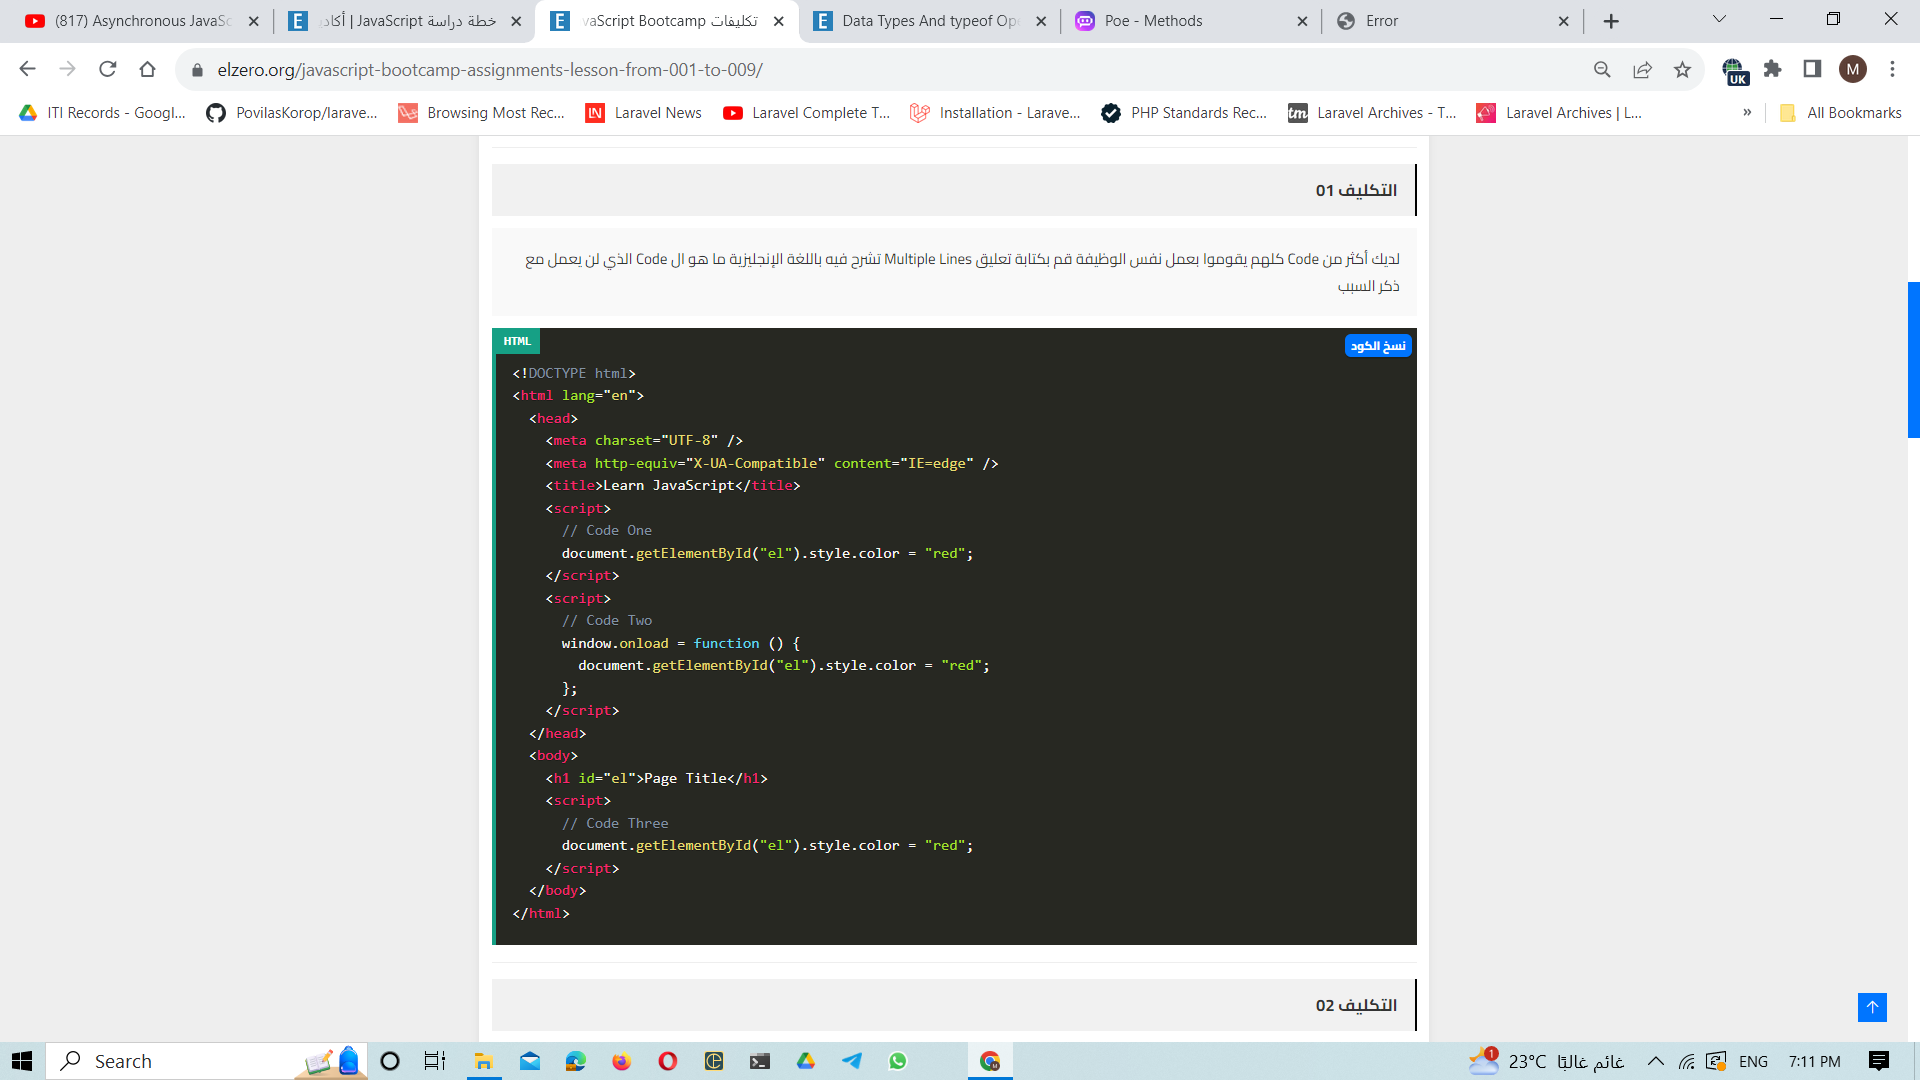 (817) Asynchronous JavaSc
خطة دراسة JavaScript | أكادي
تكليفات vaScript Bootcamp
Data Types And typeof Op
Poe - Methods
Error
elzero.org/javascript-bootcamp-assignments-lesson-from-001-to-009/
UK
M
ITI Records - Googl...
PovilasKorop/larave...
Browsing Most Rec...
LN
Laravel News
Laravel Complete T...
Installation - Larave...
PHP Standards Rec...
tm
Laravel Archives - T...
Laravel Archives | L...
»
All Bookmarks
التكليف 01
لديك أكثر من Code كلهم يقوموا بعمل نفس الوظيفة قم بكتابة تعليق Multiple Lines تشرح فيه باللغة الإنجليزية ما هو ال Code الذي لن يعمل مع
ذكر السبب
HTML
نسخ الكود
<!DOCTYPE html>
<html lang="en">
<head>
<meta charset="UTF-8" />
<meta http-equiv="X-UA-Compatible" content="IE=edge" />
<title>Learn JavaScript</title>
<script>
// Code One
document.getElementById("el").style.color = "red";
</script>
<script>
// Code Two
window.onload = function () {
document.getElementById("el").style.color = "red";
};
</script>
</head>
<body>
<h1 id="el">Page Title</h1>
<script>
// Code Three
document.getElementById("el").style.color = "red";
</script>
</body>
</html>
التكليف 02
Search
1
23°C غائم غالبًا
ENG
7:11 PM